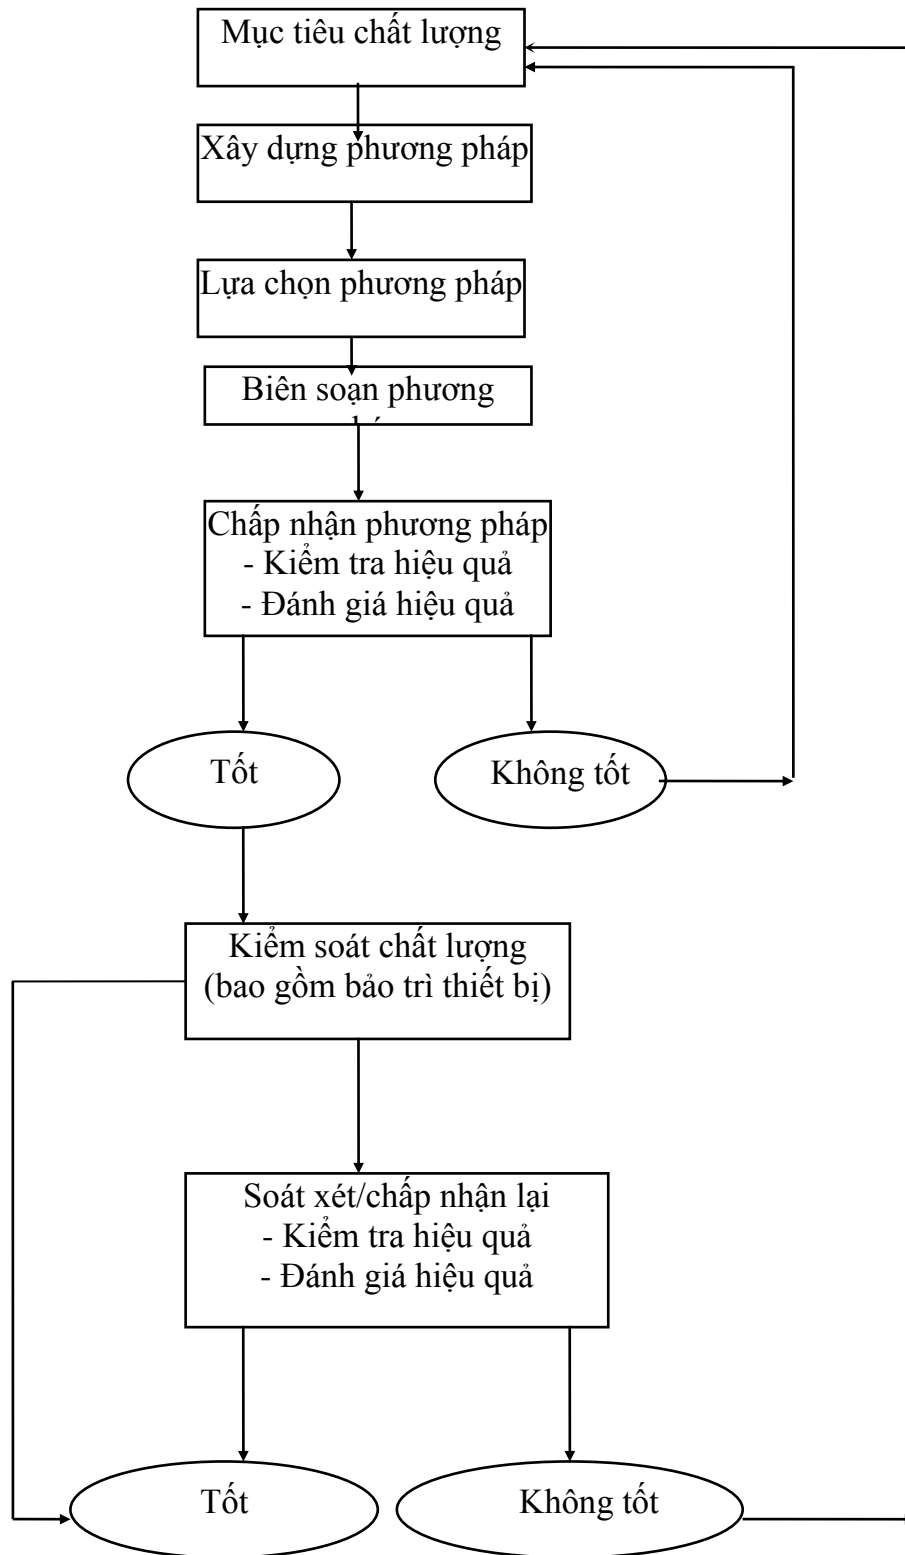 Mục tiêu chất lượng
Xây dựng phương pháp
Lựa chọn phương pháp
Biên soạn phương
Chấp nhận phương pháp
- Kiểm tra hiệu quả
- Đánh giá hiệu quả
Tốt
Không tốt
Kiểm soát chất lượng
(bao gồm bảo trì thiết bị)
Soát xét/chấp nhận lại
- Kiểm tra hiệu quả
- Đánh giá hiệu quả
Tốt
Không tốt